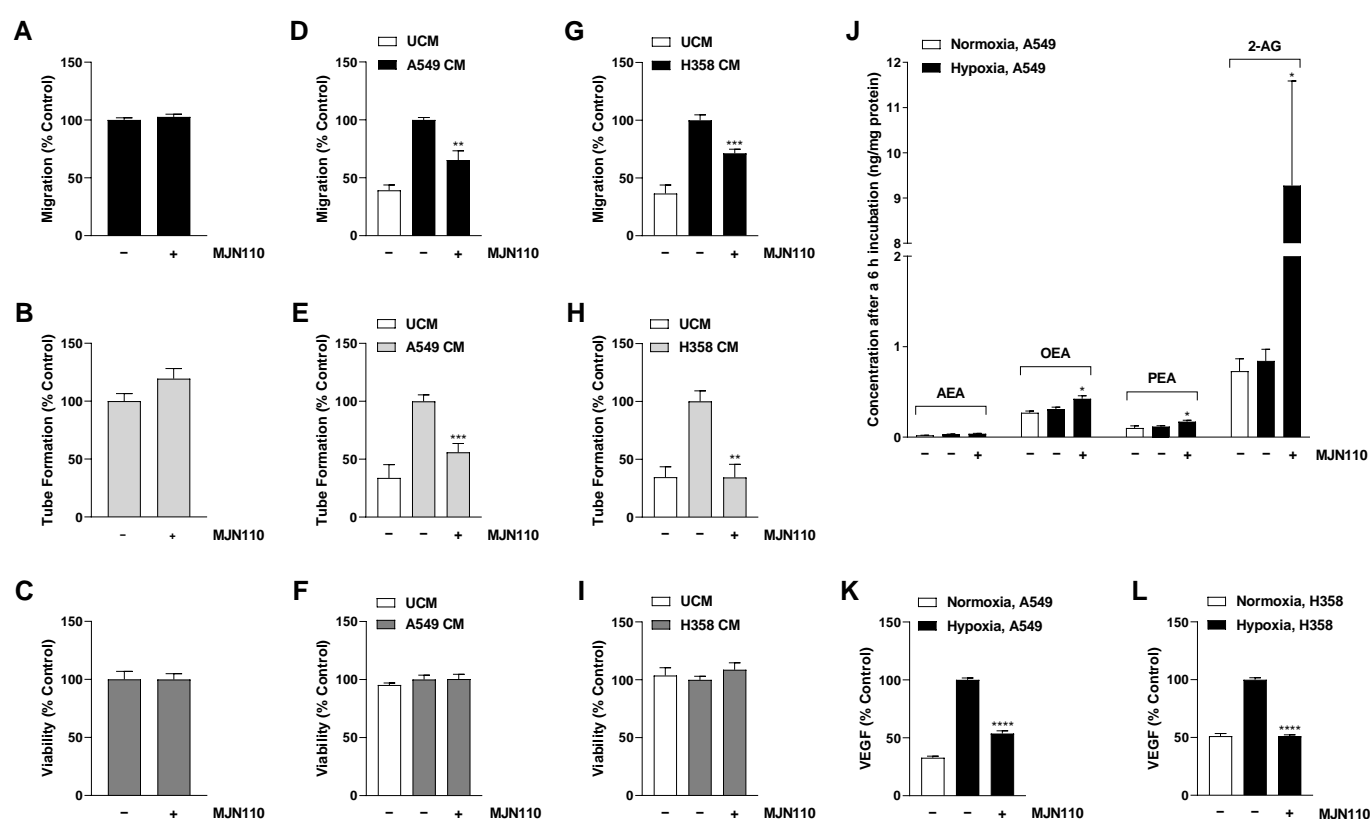 A
Migration (% Control)
150
100
50
0
− + MJN110
B
Tube Formation (% Control)
150
100
50
0
− + MJN110
C
Viability (% Control)
150
100
50
0
− + MJN110
D
UCM
A549 CM
Migration (% Control)
150
100
50
0
**
− − + MJN110
E
UCM
A549 CM
Tube Formation (% Control)
150
100
50
0
***
− − + MJN110
F
UCM
A549 CM
Viability (% Control)
150
100
50
0
− − + MJN110
G
UCM
H358 CM
Migration (% Control)
150
100
50
0
***
− − + MJN110
H
UCM
H358 CM
Tube Formation (% Control)
150
100
50
0
**
− − + MJN110
I
UCM
H358 CM
Viability (% Control)
150
100
50
0
− − + MJN110
J
Normoxia, A549
Hypoxia, A549
Concentration after a 6 h incubation (ng/mg protein)
12
11
10
9
8
2
1
0
AEA
OEA
*
PEA
*
2-AG
*
− − + − − + − − + − − + MJN110
K
Normoxia, A549
Hypoxia, A549
VEGF (% Control)
150
100
50
0
****
− − + MJN110
L
Normoxia, H358
Hypoxia, H358
VEGF (% Control)
150
100
50
0
****
− − + MJN110